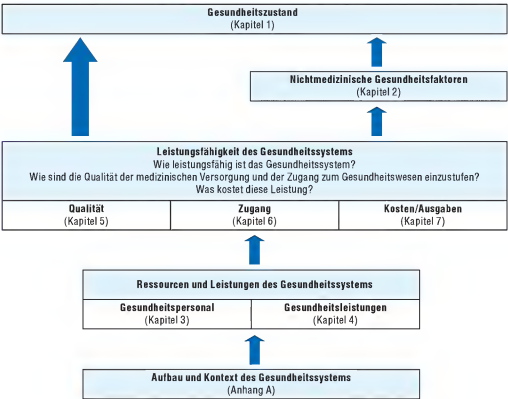 Gesundheitszustand
(Kapitel 1)
Nichtmedizinische Gesundheitsfaktoren
(Kapitel 2)
Leistungsfähigkeit des Gesundheitssystems
Wie leistungsfähig ist das Gesundheitssystem?
Wie sind die Qualität der medizinischen Versorgung und der Zugang zum Gesundheitswesen einzustufen?
Was kostet diese Leistung?
Qualität
(Kapitel 5)
Zugang
(Kapitel 6)
Kosten/Ausgaben
(Kapitel 7)
Ressourcen und Leistungen des Gesundheitssystems
Gesundheitspersonal
(Kapitel 3)
Gesundheitsleistungen
(Kapitel 4)
Aufbau und Kontext des Gesundheitssystems
(Anhang A)